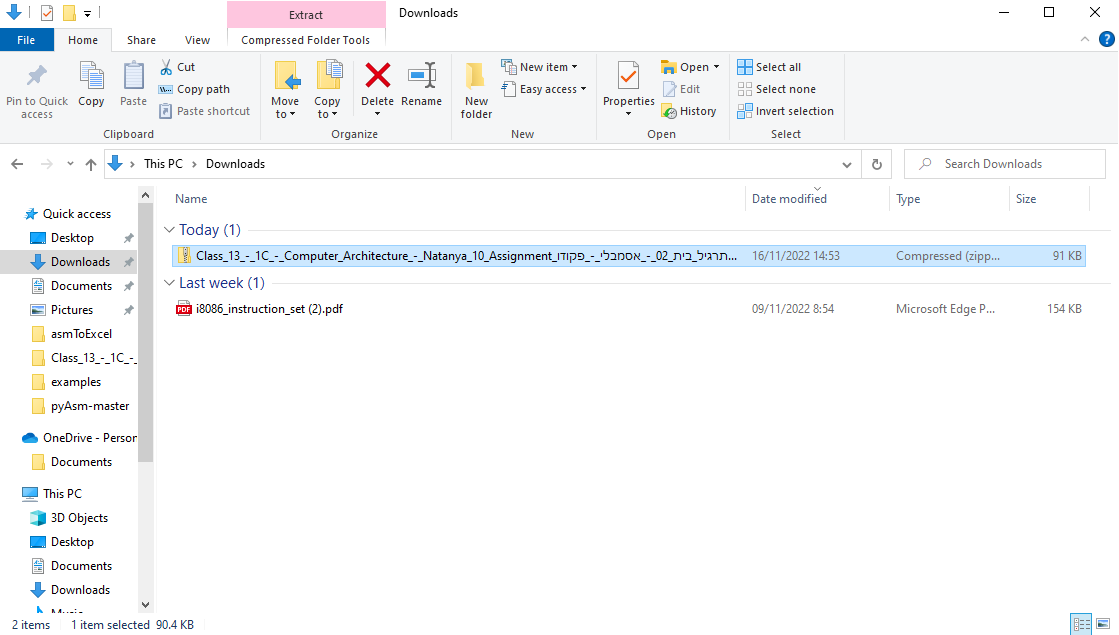 Extract
Downloads
File
Home
Share
View
Compressed Folder Tools
?
Pin to Quick access
Copy
Paste
Cut
Copy path
Paste shortcut
Clipboard
Move to
Copy to
Delete
Rename
Organize
New folder
New item
Easy access
New
Properties
Open
Edit
History
Open
Select all
Select none
Invert selection
Select
This PC
Downloads
Search Downloads
Name
Date modified
Type
Size
Quick access
Desktop
Downloads
Documents
Pictures
asmToExcel
Class_13_-_1C_-_
examples
pyAsm-master
OneDrive - Person
Documents
This PC
3D Objects
Desktop
Documents
Downloads
Music
Today (1)
Class_13_-_1C_-_Computer_Architecture_-_Natanya_10_Assignment_תרגיל_בית_02_-_אסמבלי_-_פקודו... 16/11/2022 14:53 Compressed (zipp... 91 KB
Last week (1)
PDF i8086_instruction_set (2).pdf 09/11/2022 8:54 Microsoft Edge P... 154 KB
2 items 1 item selected 90.4 KB